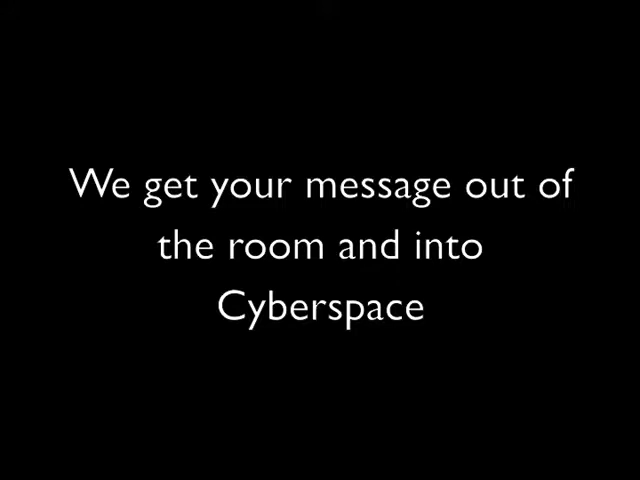 We get your message out of
the room and into
Cyberspace